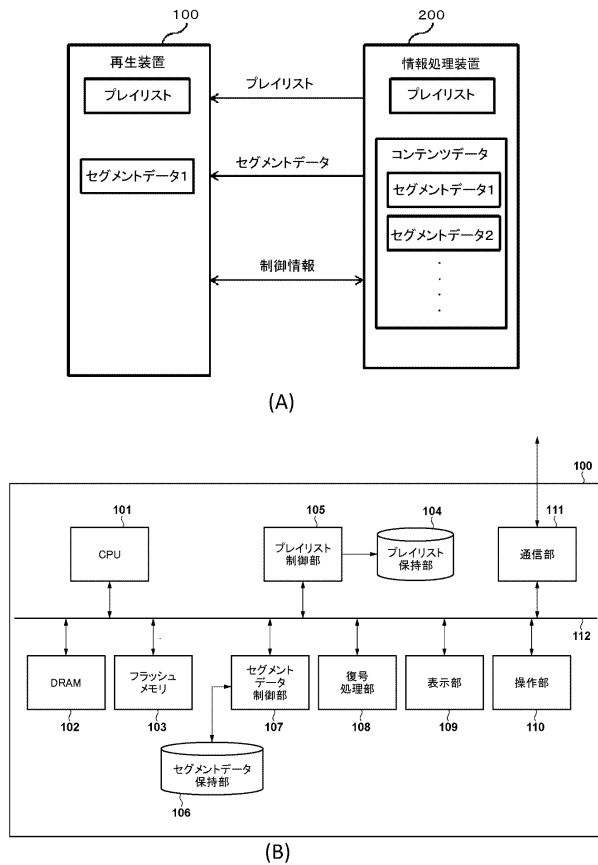 100
200
再生装置
プレイリスト
セグメントデータ1
プレイリスト
セグメントデータ
制御情報
情報処理装置
プレイリスト
コンテンツデータ
セグメントデータ1
セグメントデータ2
(A)
100
101
CPU
105
プレイリスト
制御部
104
プレイリスト
保持部
111
通信部
112
DRAM
102
フラッシュ
メモリ
103
セグメント
データ
制御部
107
復号
処理部
108
表示部
109
操作部
110
セグメントデータ
保持部
106
(B)